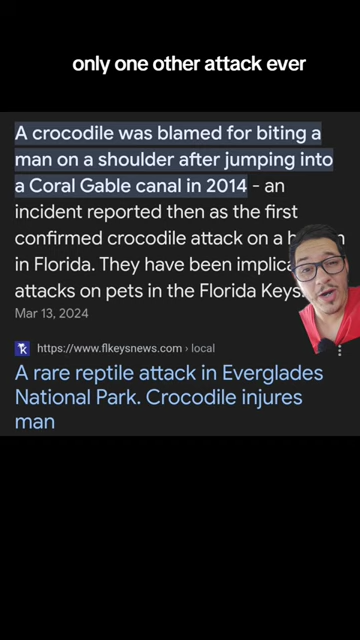 only one other attack ever
A crocodile was blamed for biting a
man on a shoulder after jumping into
a Coral Gable canal in 2014 - an
incident reported then as the first
confirmed crocodile attack on a h n
in Florida. They have been implica
attacks on pets in the Florida Keys.
Mar 13, 2024
https://www.flkeysnews.com › local
A rare reptile attack in Everglades
National Park. Crocodile injures
man